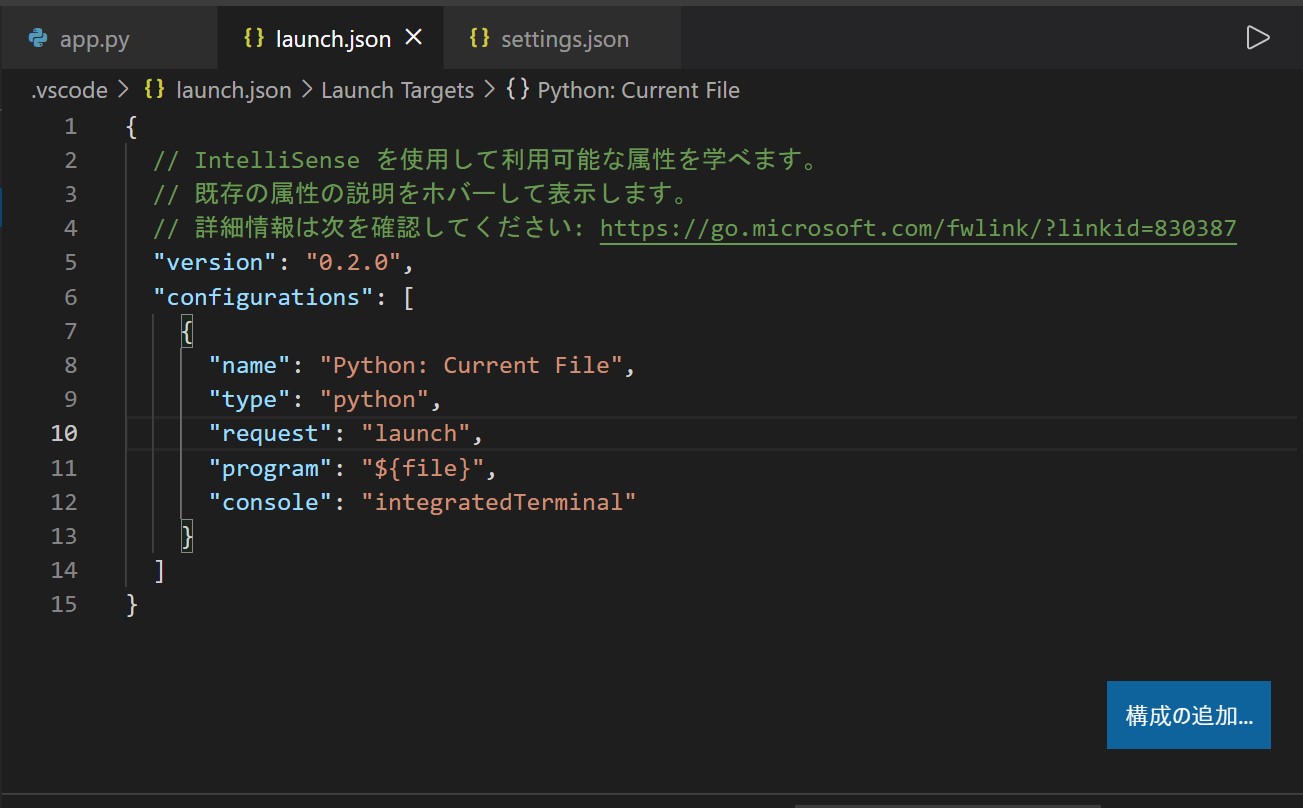 app.py {} launch.json × {} settings.json
.vscode > {} launch.json > Launch Targets > {} Python: Current File
1 {
2 // IntelliSense を使用して利用可能な属性を学べます。
3 // 既存の属性の説明をホバーして表示します。
4 // 詳細情報は次を確認してください: https://go.microsoft.com/fwlink/?linkid=830387
5 "version": "0.2.0",
6 "configurations": [
7 {
8 "name": "Python: Current File",
9 "type": "python",
10 "request": "launch",
11 "program": "${file}",
12 "console": "integratedTerminal"
13 }
14 ]
15 }
構成の追加...